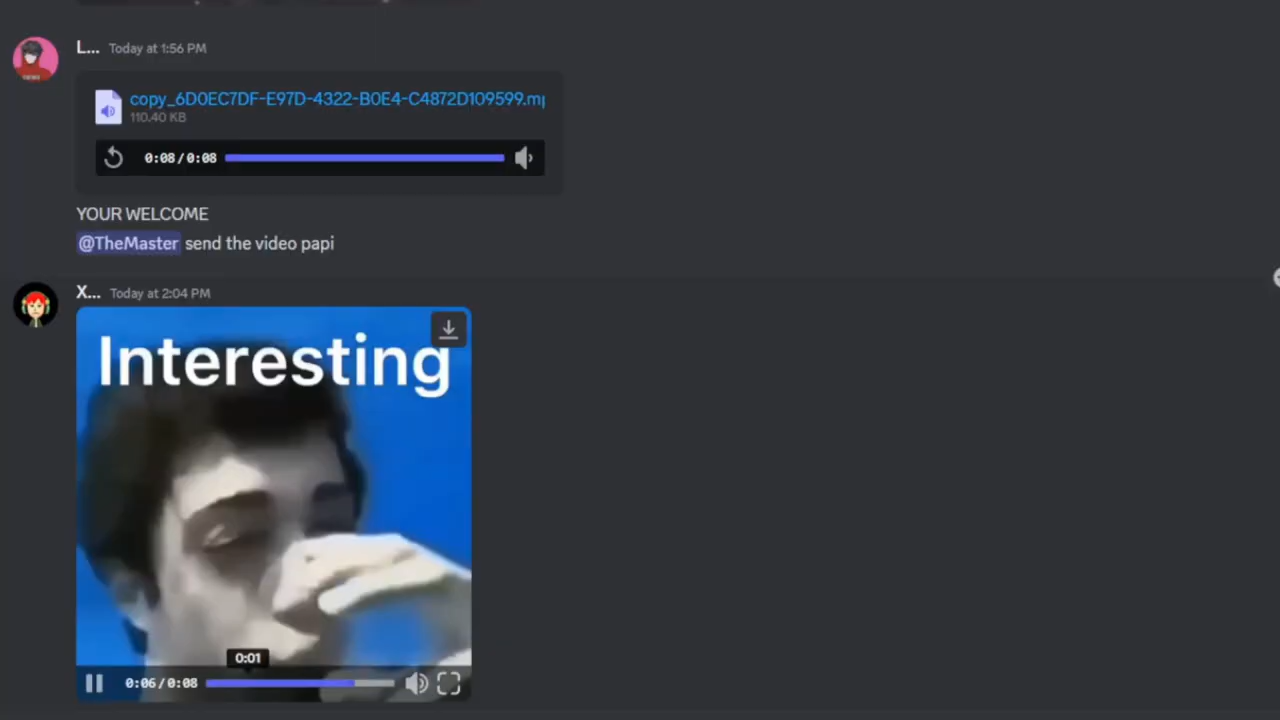 L... Today at 1:56 PM
copy_6D0EC7DF-E97D-4322-B0E4-C4872D109599.mp
110.40 KB
0:08/0:08
YOUR WELCOME
@TheMaster send the video papi
X... Today at 2:04 PM
Interesting
0:01
0:06/0:08